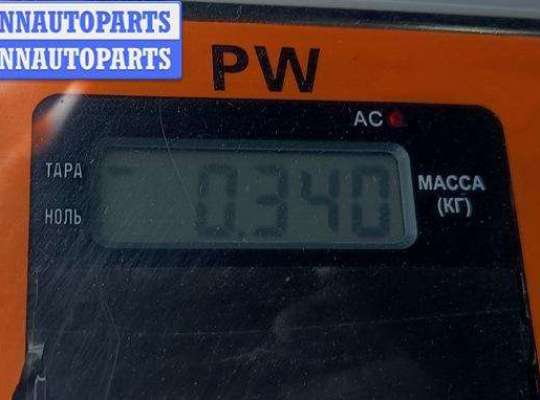 NNAUTOPARTS
NNAUTOPARTS
PW
AC
ТАРА
0.340
МАССА
(КГ)
НОЛЬ